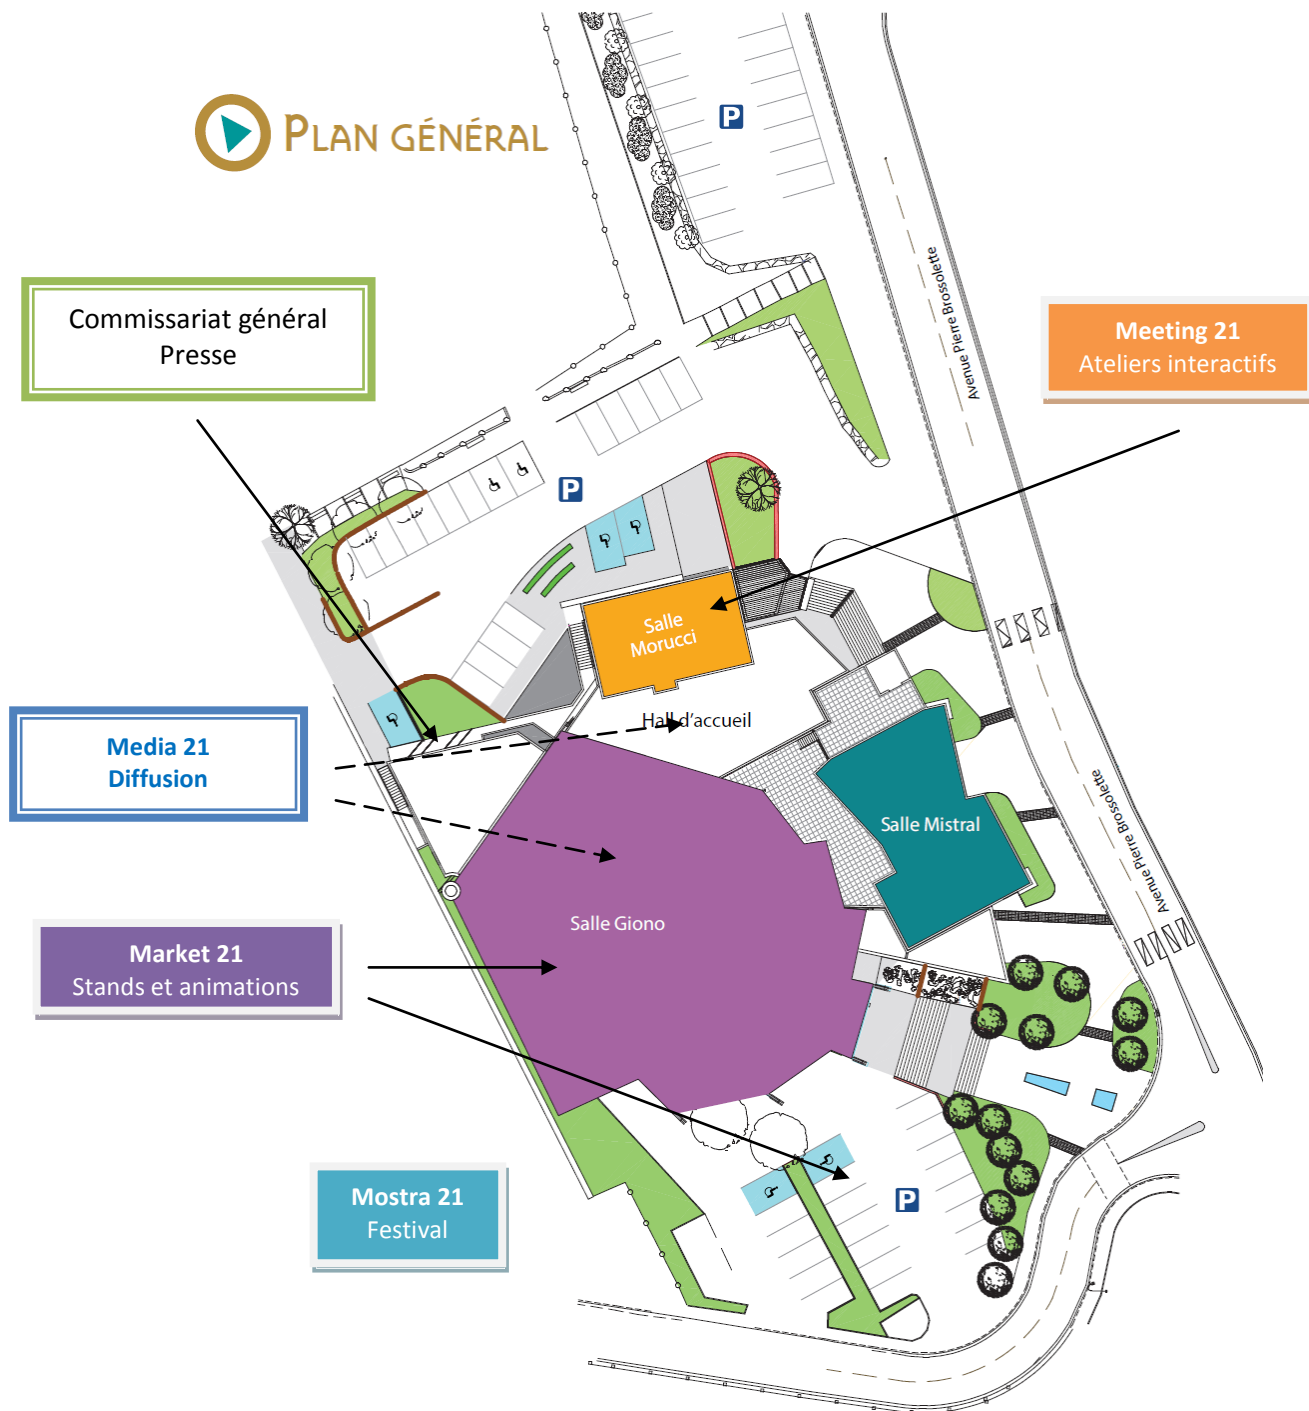 PLAN GÉNÉRAL
P
Avenue Pierre Brossolette
Commissariat général
Presse
Meeting 21
Ateliers interactifs
P
Salle
Morucci
Hall d'accueil
Media 21
Diffusion
Salle Mistral
Avenue Pierre Brossolette
Salle Giono
Market 21
Stands et animations
Mostra 21
Festival
P